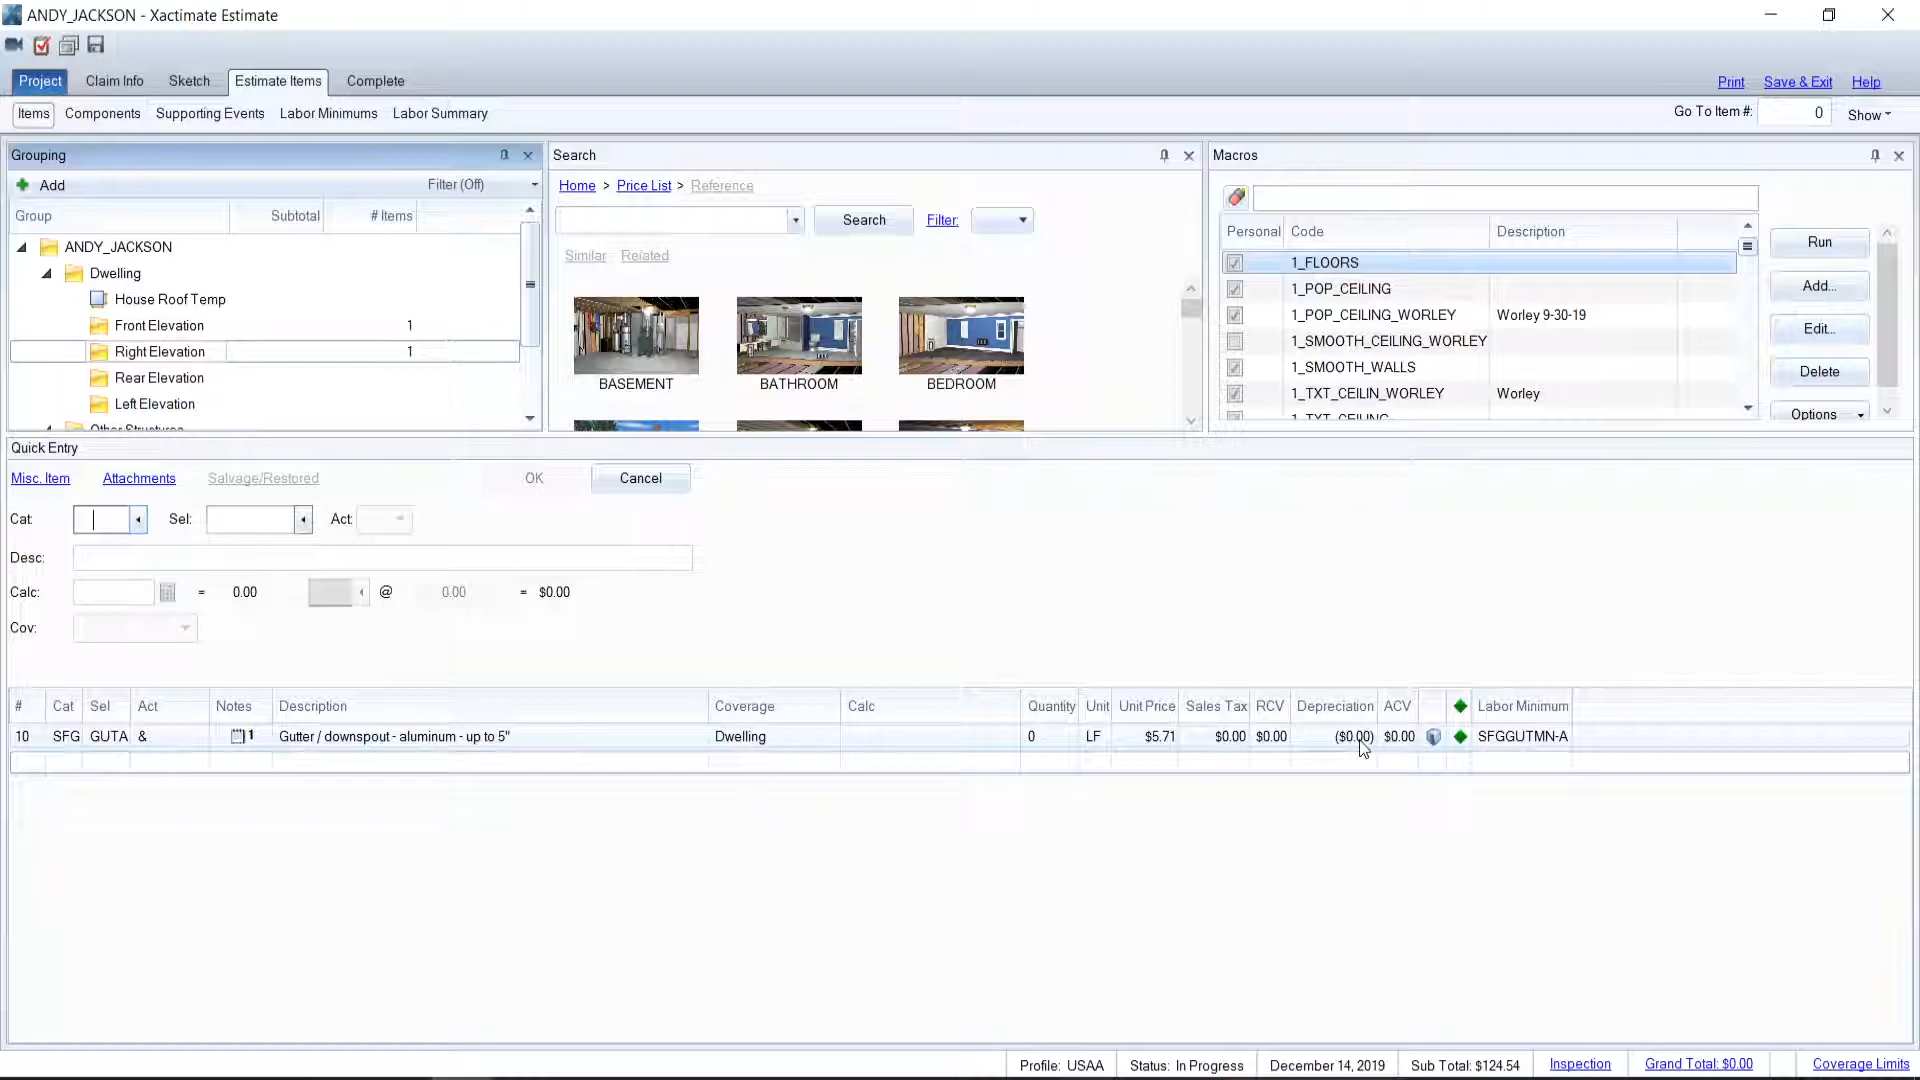 ANDY_JACKSON - Xactimate Estimate
Project Claim Info Sketch Estimate Items Complete Print Save & Exit Help
Items Components Supporting Events Labor Minimums Labor Summary Go To Item #: 0 Show
Grouping
Add Filter (Off)
Group Subtotal # Items
ANDY_JACKSON
Dwelling
House Roof Temp
Front Elevation 1
Right Elevation 1
Rear Elevation
Left Elevation
Other Structures
Search
Home > Price List > Reference
Search Filter:
Similar Related
BASEMENT BATHROOM BEDROOM
Macros
Personal Code Description
1_FLOORS
1_POP_CEILING
1_POP_CEILING_WORLEY Worley 9-30-19
1_SMOOTH_CEILING_WORLEY
1_SMOOTH_WALLS
1_TXT_CEILIN_WORLEY Worley
1_TXT_CEILING
Run
Add...
Edit...
Delete
Options
Quick Entry
Misc. Item Attachments Salvage/Restored OK Cancel
Cat: Sel: Act:
Desc:
Calc: = 0.00 @ 0.00 = $0.00
Cov:
# Cat Sel Act Notes Description Coverage Calc Quantity Unit Unit Price Sales Tax RCV Depreciation ACV Labor Minimum
10 SFG GUTA & 1 Gutter / downspout - aluminum - up to 5" Dwelling 0 LF $5.71 $0.00 $0.00 ($0.00) $0.00 SFGGUTMN-A
Profile: USAA Status: In Progress December 14, 2019 Sub Total: $124.54 Inspection Grand Total: $0.00 Coverage Limits